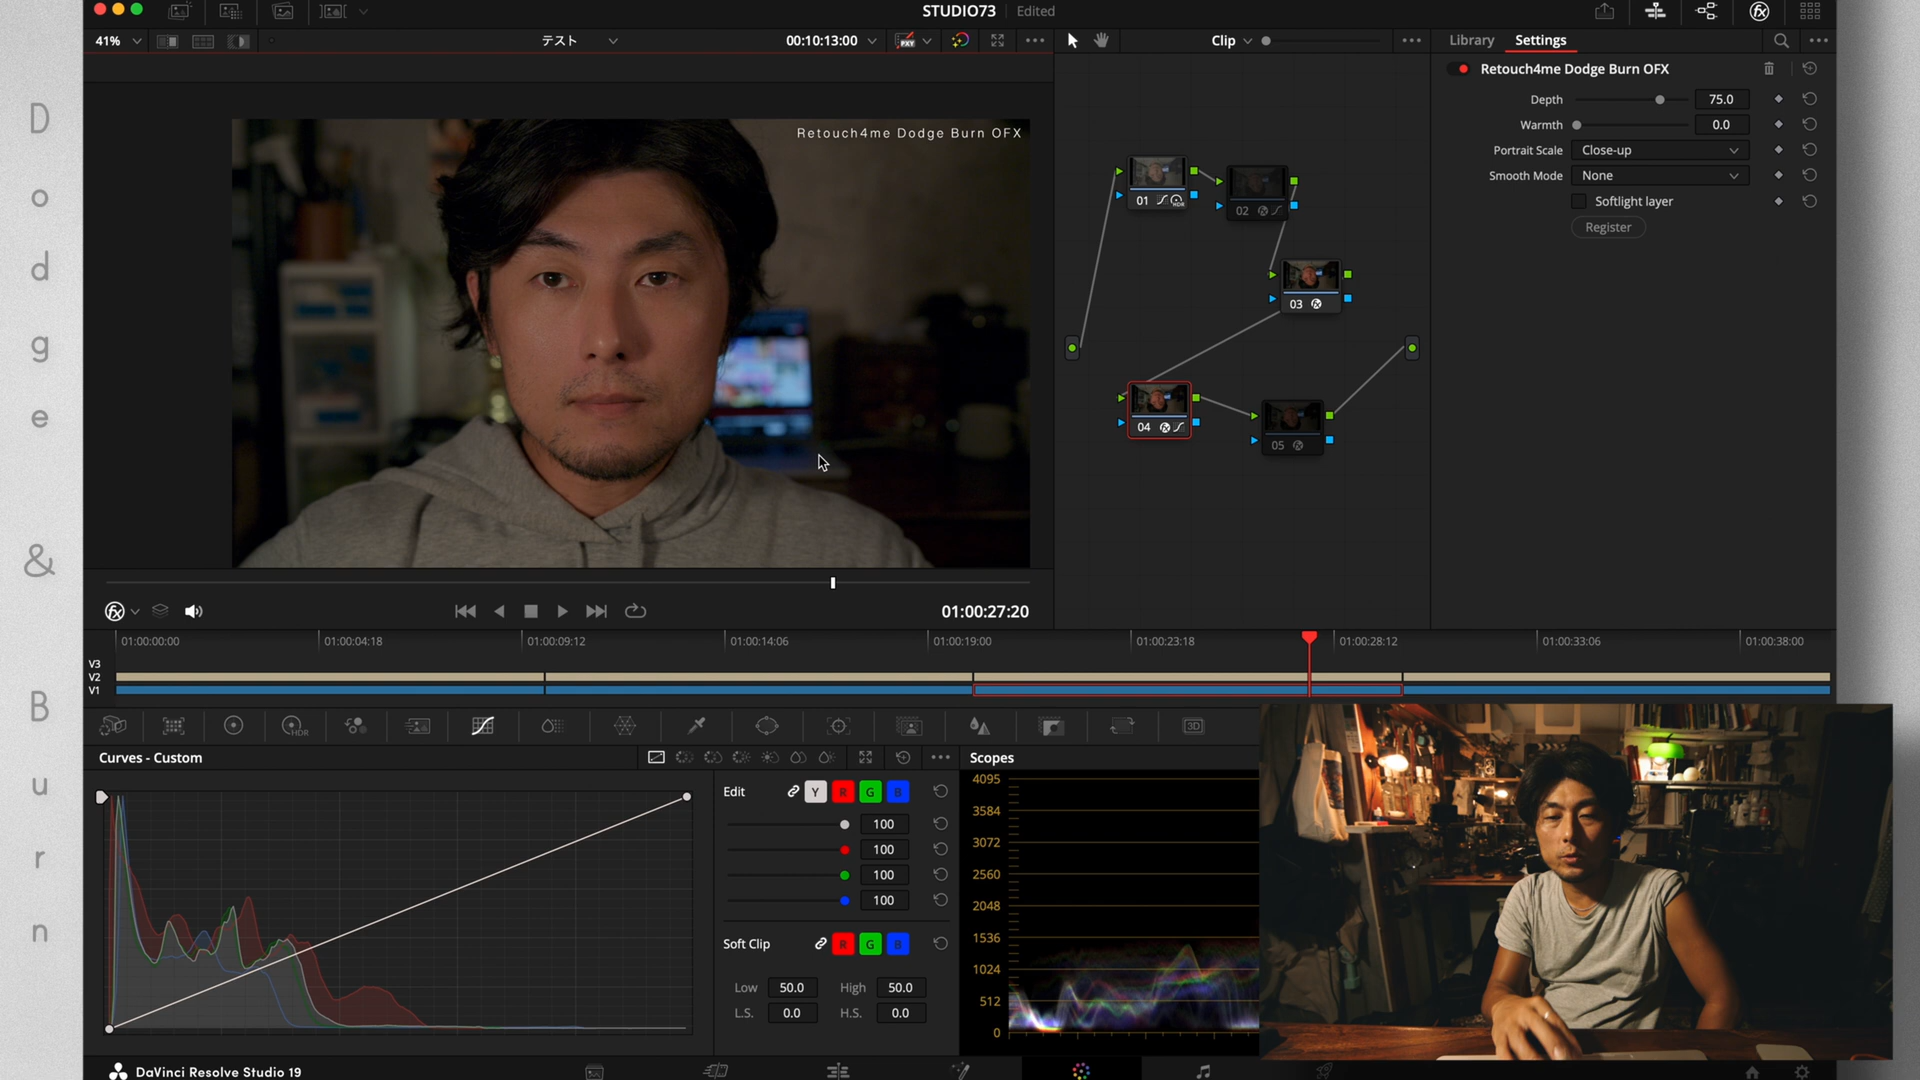 Dodge & Burn
STUDIO73 Edited
41%
テスト
00:10:13:00
PXY
Clip
Library Settings
Retouch4me Dodge Burn OFX
Depth 75.0
Warmth 0.0
Portrait Scale Close-up
Smooth Mode None
Softlight layer
Register
Retouch4me Dodge Burn OFX
01 HDR
02
03
04
05
01:00:27:20
01:00:00:00 01:00:04:18 01:00:09:12 01:00:14:06 01:00:19:00 01:00:23:18 01:00:28:12 01:00:33:06 01:00:38:00
V3
V2
V1
HDR
3D
Curves - Custom
Edit Y R G B
100
100
100
100
Soft Clip R G B
Low 50.0 High 50.0
L.S. 0.0 H.S. 0.0
Scopes
4095
3584
3072
2560
2048
1536
1024
512
0
DaVinci Resolve Studio 19